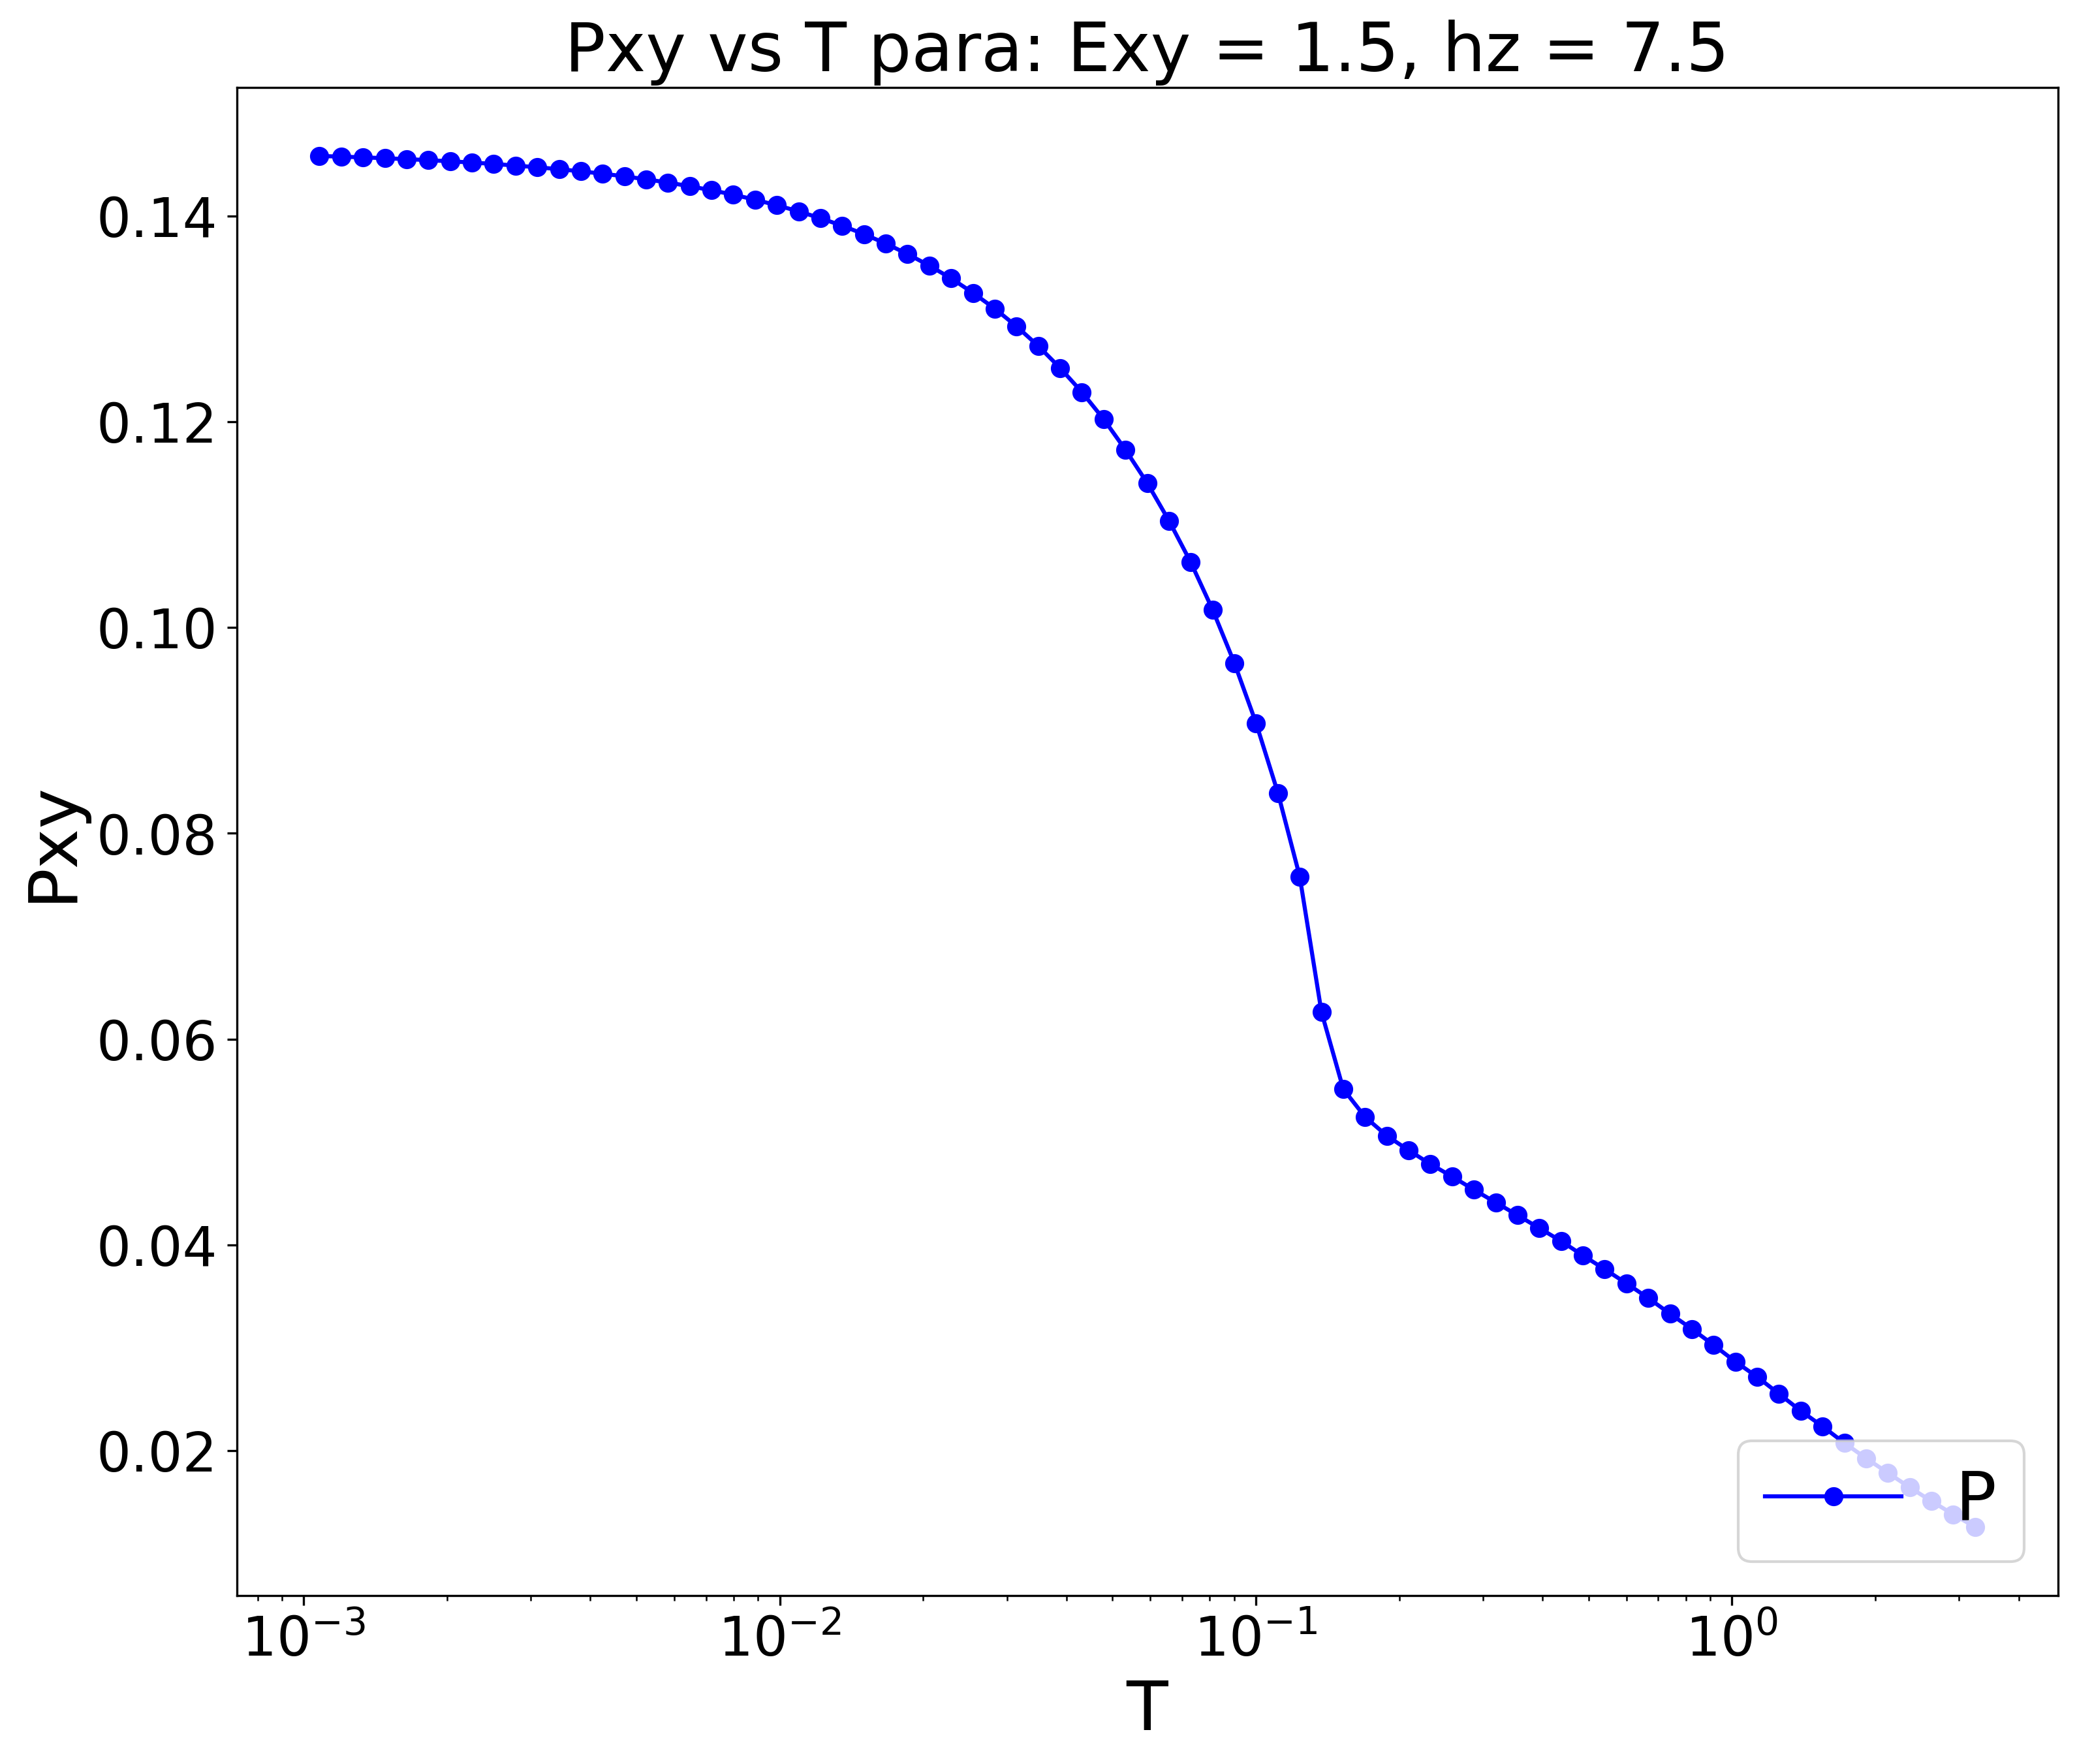 Pxy vs T para: Exy = 1.5, hz = 7.5
0.14
0.12
0.10
0.08
0.06
0.04
0.02
Pxy
P
10⁻³
10⁻²
10⁻¹
10⁰
T